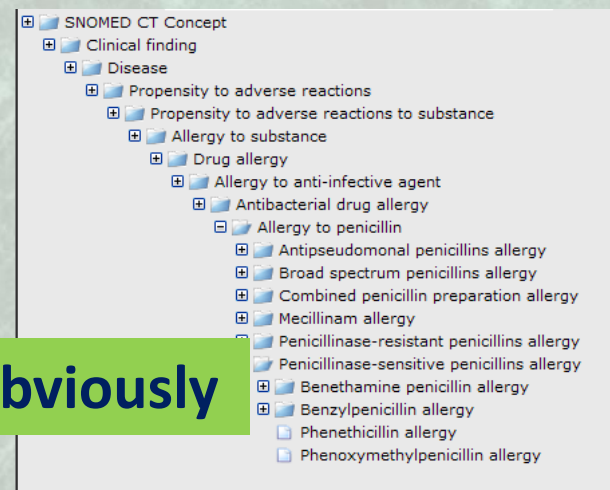 SNOMED CT Concept
Clinical finding
Disease
Propensity to adverse reactions
Propensity to adverse reactions to substance
Allergy to substance
Drug allergy
Allergy to anti-infective agent
Antibacterial drug allergy
Allergy to penicillin
Antipseudomonal penicillins allergy
Broad spectrum penicillins allergy
Combined penicillin preparation allergy
Mecillinam allergy
Penicillinase-resistant penicillins allergy
Penicillinase-sensitive penicillins allergy
bviously
Benethamine penicillin allergy
Benzylpenicillin allergy
Phenethicillin allergy
Phenoxymethylpenicillin allergy